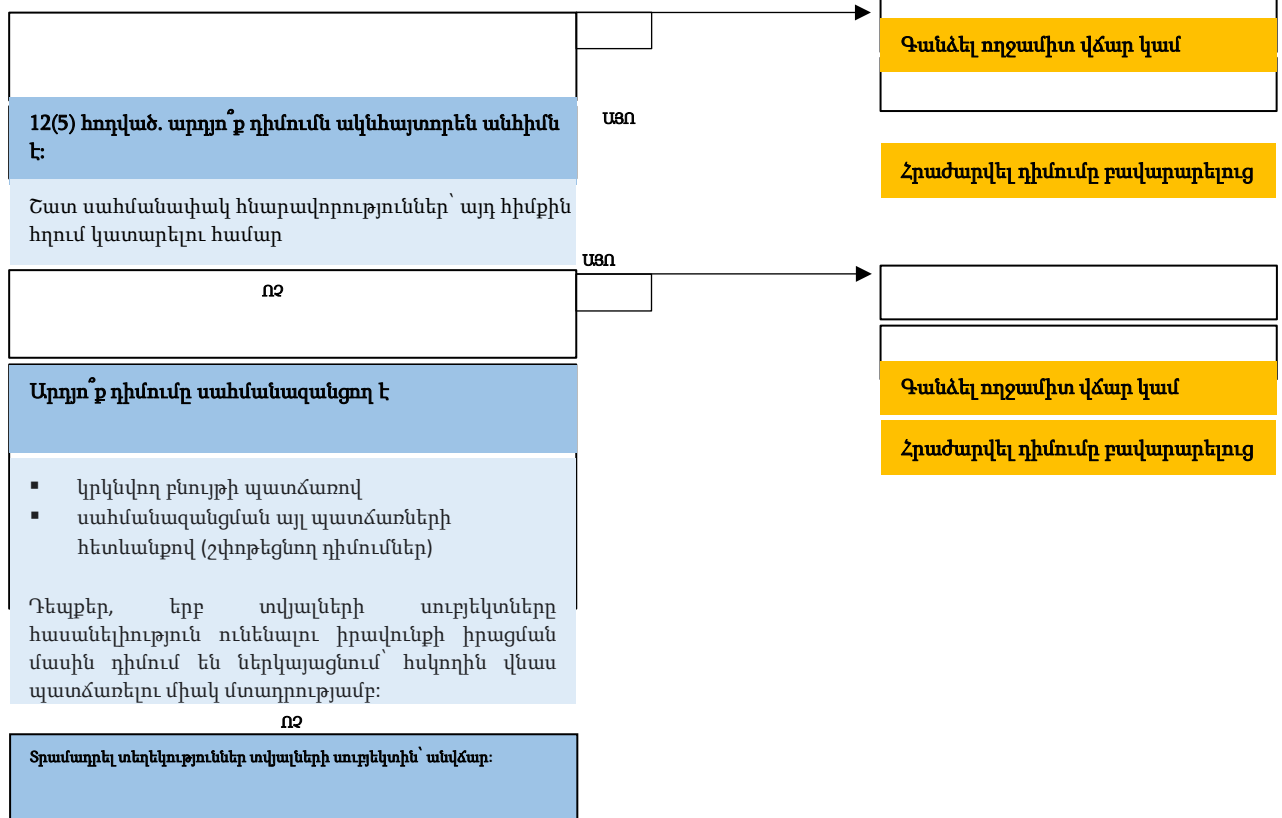 Գանձել ողջամիտ վճար կամ
12(5) հոդված. արդյո՞ք դիմումն ակնհայտորեն անհիմն
է:
ԱՅՈ
Հրաժարվել դիմումը բավարարելուց
Շատ սահմանափակ հնարավորություններ՝ այդ հիմքին
հղում կատարելու համար
ԱՅՈ
ՈՉ
Արդյո՞ք դիմումը սահմանազանցող է
Գանձել ողջամիտ վճար կամ
Հրաժարվել դիմումը բավարարելուց
▪ կրկնվող բնույթի պատճառով
▪ սահմանազանցման այլ պատճառների
հետևանքով (շփոթեցնող դիմումներ)
Դեպքեր, երբ տվյալների սուբյեկտները
հասանելիություն ունենալու իրավունքի իրացման
մասին դիմում են ներկայացնում՝ հսկողին վնաս
պատճառելու միակ մտադրությամբ:
ՈՉ
Տրամադրել տեղեկություններ տվյալների սուբյեկտին՝ անվճար: